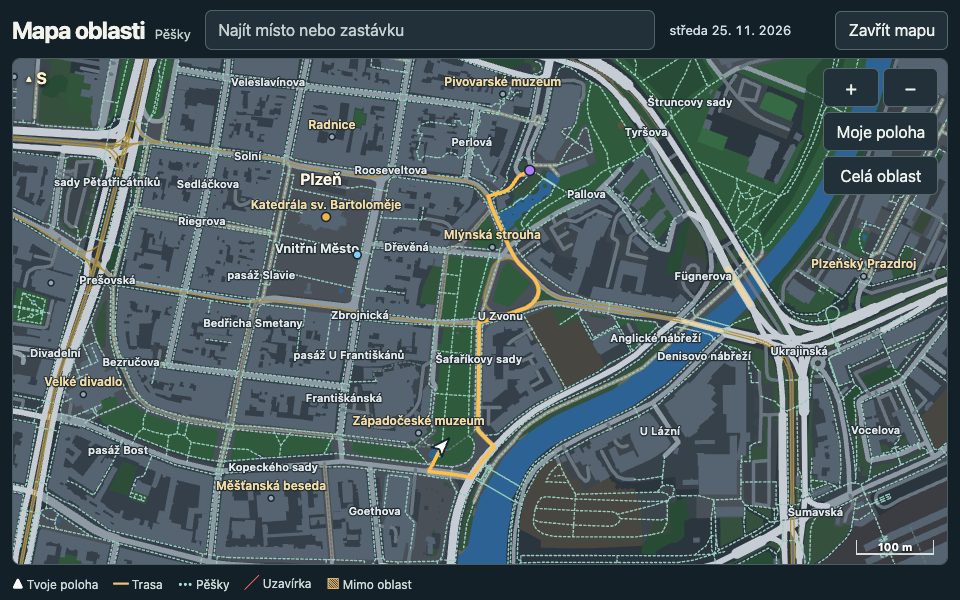 Mapa oblasti
Pěšky
Najít místo nebo zastávku
středa 25. 11. 2026
Zavřít mapu
S
+
−
Moje poloha
Celá oblast
Veleslavínova
Pivovarské muzeum
Štruncovy sady
Radnice
Tyršova
Perlová
Solní
Rooseveltova
sady Pětatřicátníků
Sedláčkova
Plzeň
Pallova
Katedrála sv. Bartoloměje
Riegrova
Mlýnská strouha
Vnitřní Město
Dřevěná
Plzeňský Prazdroj
Prešovská
pasáž Slavie
Fügnerova
Zbrojnická
U Zvonu
Bedřicha Smetany
Anglické nábřeží
Divadelní
Bezručova
pasáž U Františkánů
Šafaříkovy sady
Denisovo nábřeží
Ukrajinská
Velké divadlo
Františkánská
Západočeské muzeum
U Lázní
Vocelova
pasáž Bost
Kopeckého sady
Měšťanská beseda
Goethova
Šumavská
100 m
Tvoje poloha
Trasa
Pěšky
Uzavírka
Mimo oblast